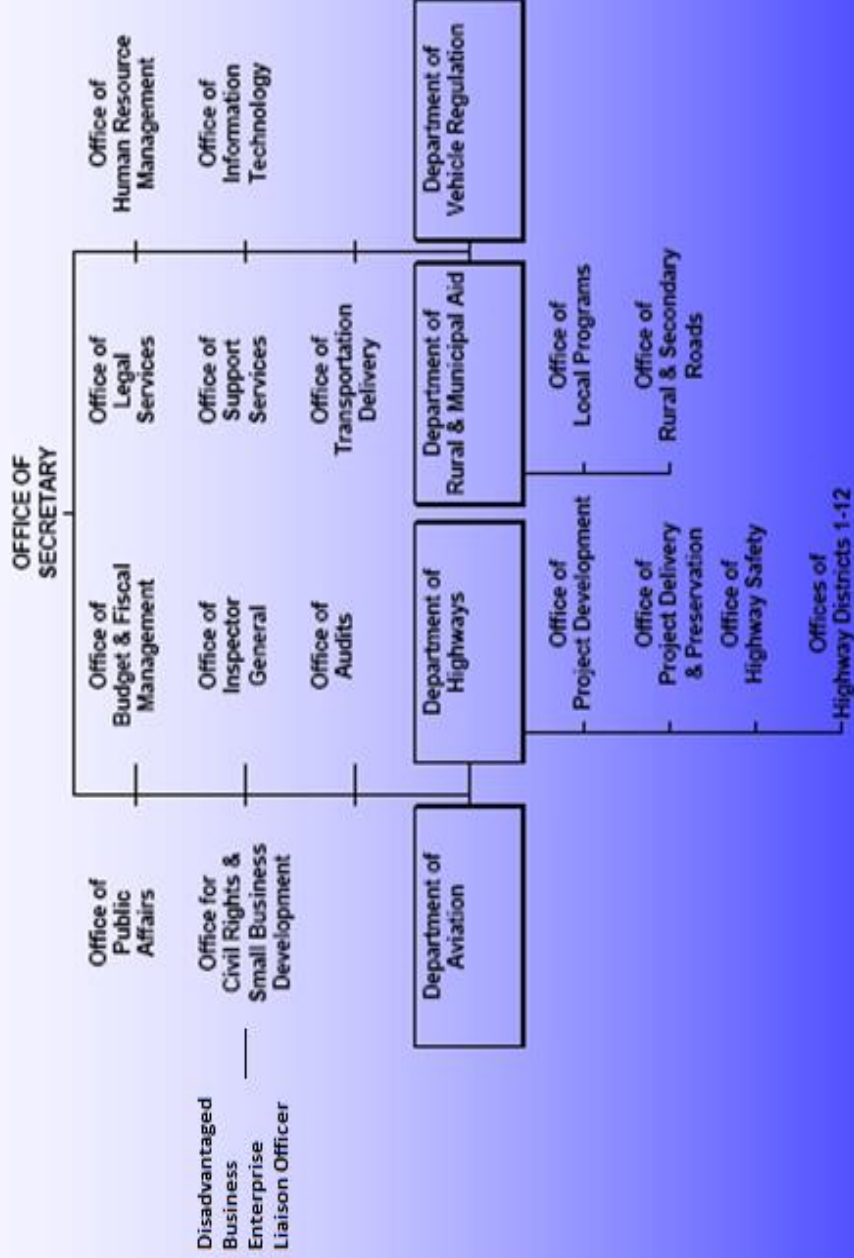 OFFICE OF
SECRETARY
Office of
Public
Affairs
Office of
Budget & Fiscal
Management
Office of
Legal
Services
Office of
Human Resource
Management
Disadvantaged
Business
Enterprise
Liaison Officer
Office for
Civil Rights &
Small Business
Development
Office of
Inspector
General
Office of
Support
Services
Office of
Information
Technology
Office of
Audits
Office of
Transportation
Delivery
Department of
Aviation
Department of
Highways
Department of
Rural & Municipal Aid
Department of
Vehicle Regulation
Office of
Project Development
Office of
Project Delivery
& Preservation
Office of
Highway Safety
Offices of
Highway Districts 1-12
Office of
Local Programs
Office of
Rural & Secondary
Roads